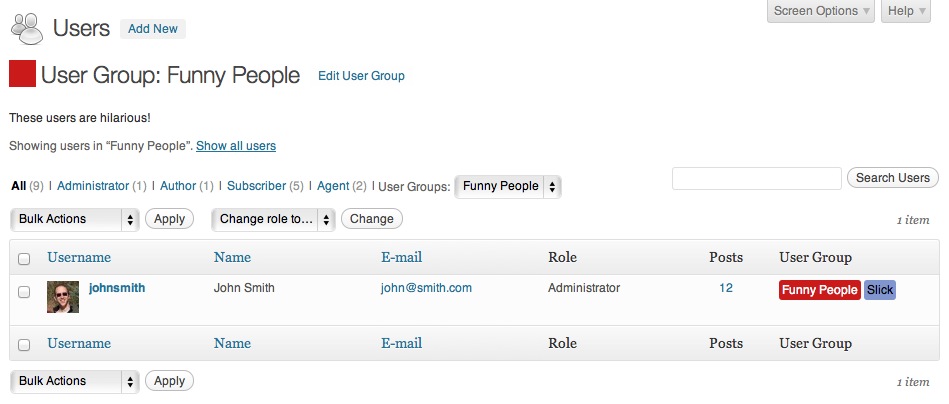 Screen Options Help
Users Add New
User Group: Funny People Edit User Group
These users are hilarious!
Showing users in “Funny People”. Show all users
All (9) | Administrator (1) | Author (1) | Subscriber (5) | Agent (2) | User Groups: Funny People Search Users
Bulk Actions Apply Change role to... Change 1 item
Username Name E-mail Role Posts User Group
johnsmith John Smith john@smith.com Administrator 12 Funny People Slick
Username Name E-mail Role Posts User Group
Bulk Actions Apply 1 item